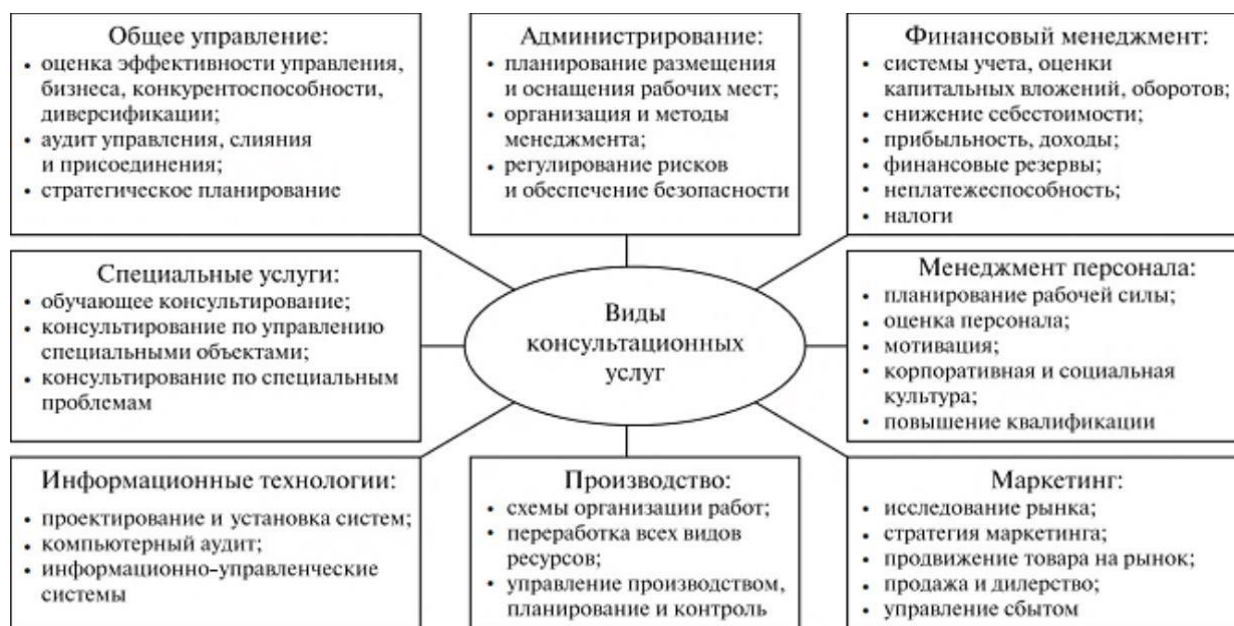 Общее управление:
• оценка эффективности управления,
бизнеса, конкурентоспособности,
диверсификации;
• аудит управления, слияния
и присоединения;
• стратегическое планирование
Администрирование:
• планирование размещения
и оснащения рабочих мест;
• организация и методы
менеджмента;
• регулирование рисков
и обеспечение безопасности
Финансовый менеджмент:
• системы учета, оценки
капитальных вложений, оборотов;
• снижение себестоимости;
• прибыльность, доходы;
• финансовые резервы;
• неплатежеспособность;
• налоги
Специальные услуги:
• обучающее консультирование;
• консультирование по управлению
специальными объектами;
• консультирование по специальным
проблемам
Виды
консультационных
услуг
Менеджмент персонала:
• планирование рабочей силы;
• оценка персонала;
• мотивация;
• корпоративная и социальная
культура;
• повышение квалификации
Информационные технологии:
• проектирование и установка систем;
• компьютерный аудит;
• информационно-управленческие
системы
Производство:
• схемы организации работ;
• переработка всех видов
ресурсов;
• управление производством,
планирование и контроль
Маркетинг:
• исследование рынка;
• стратегия маркетинга;
• продвижение товара на рынок;
• продажа и дилерство;
• управление сбытом